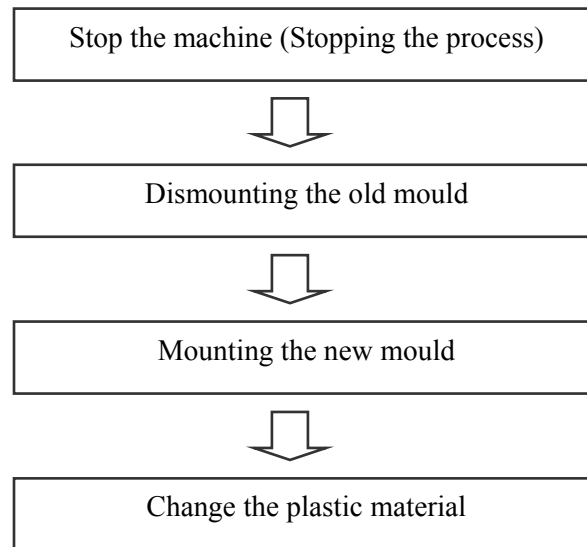 Stop the machine (Stopping the process)
Dismounting the old mould
Mounting the new mould
Change the plastic material